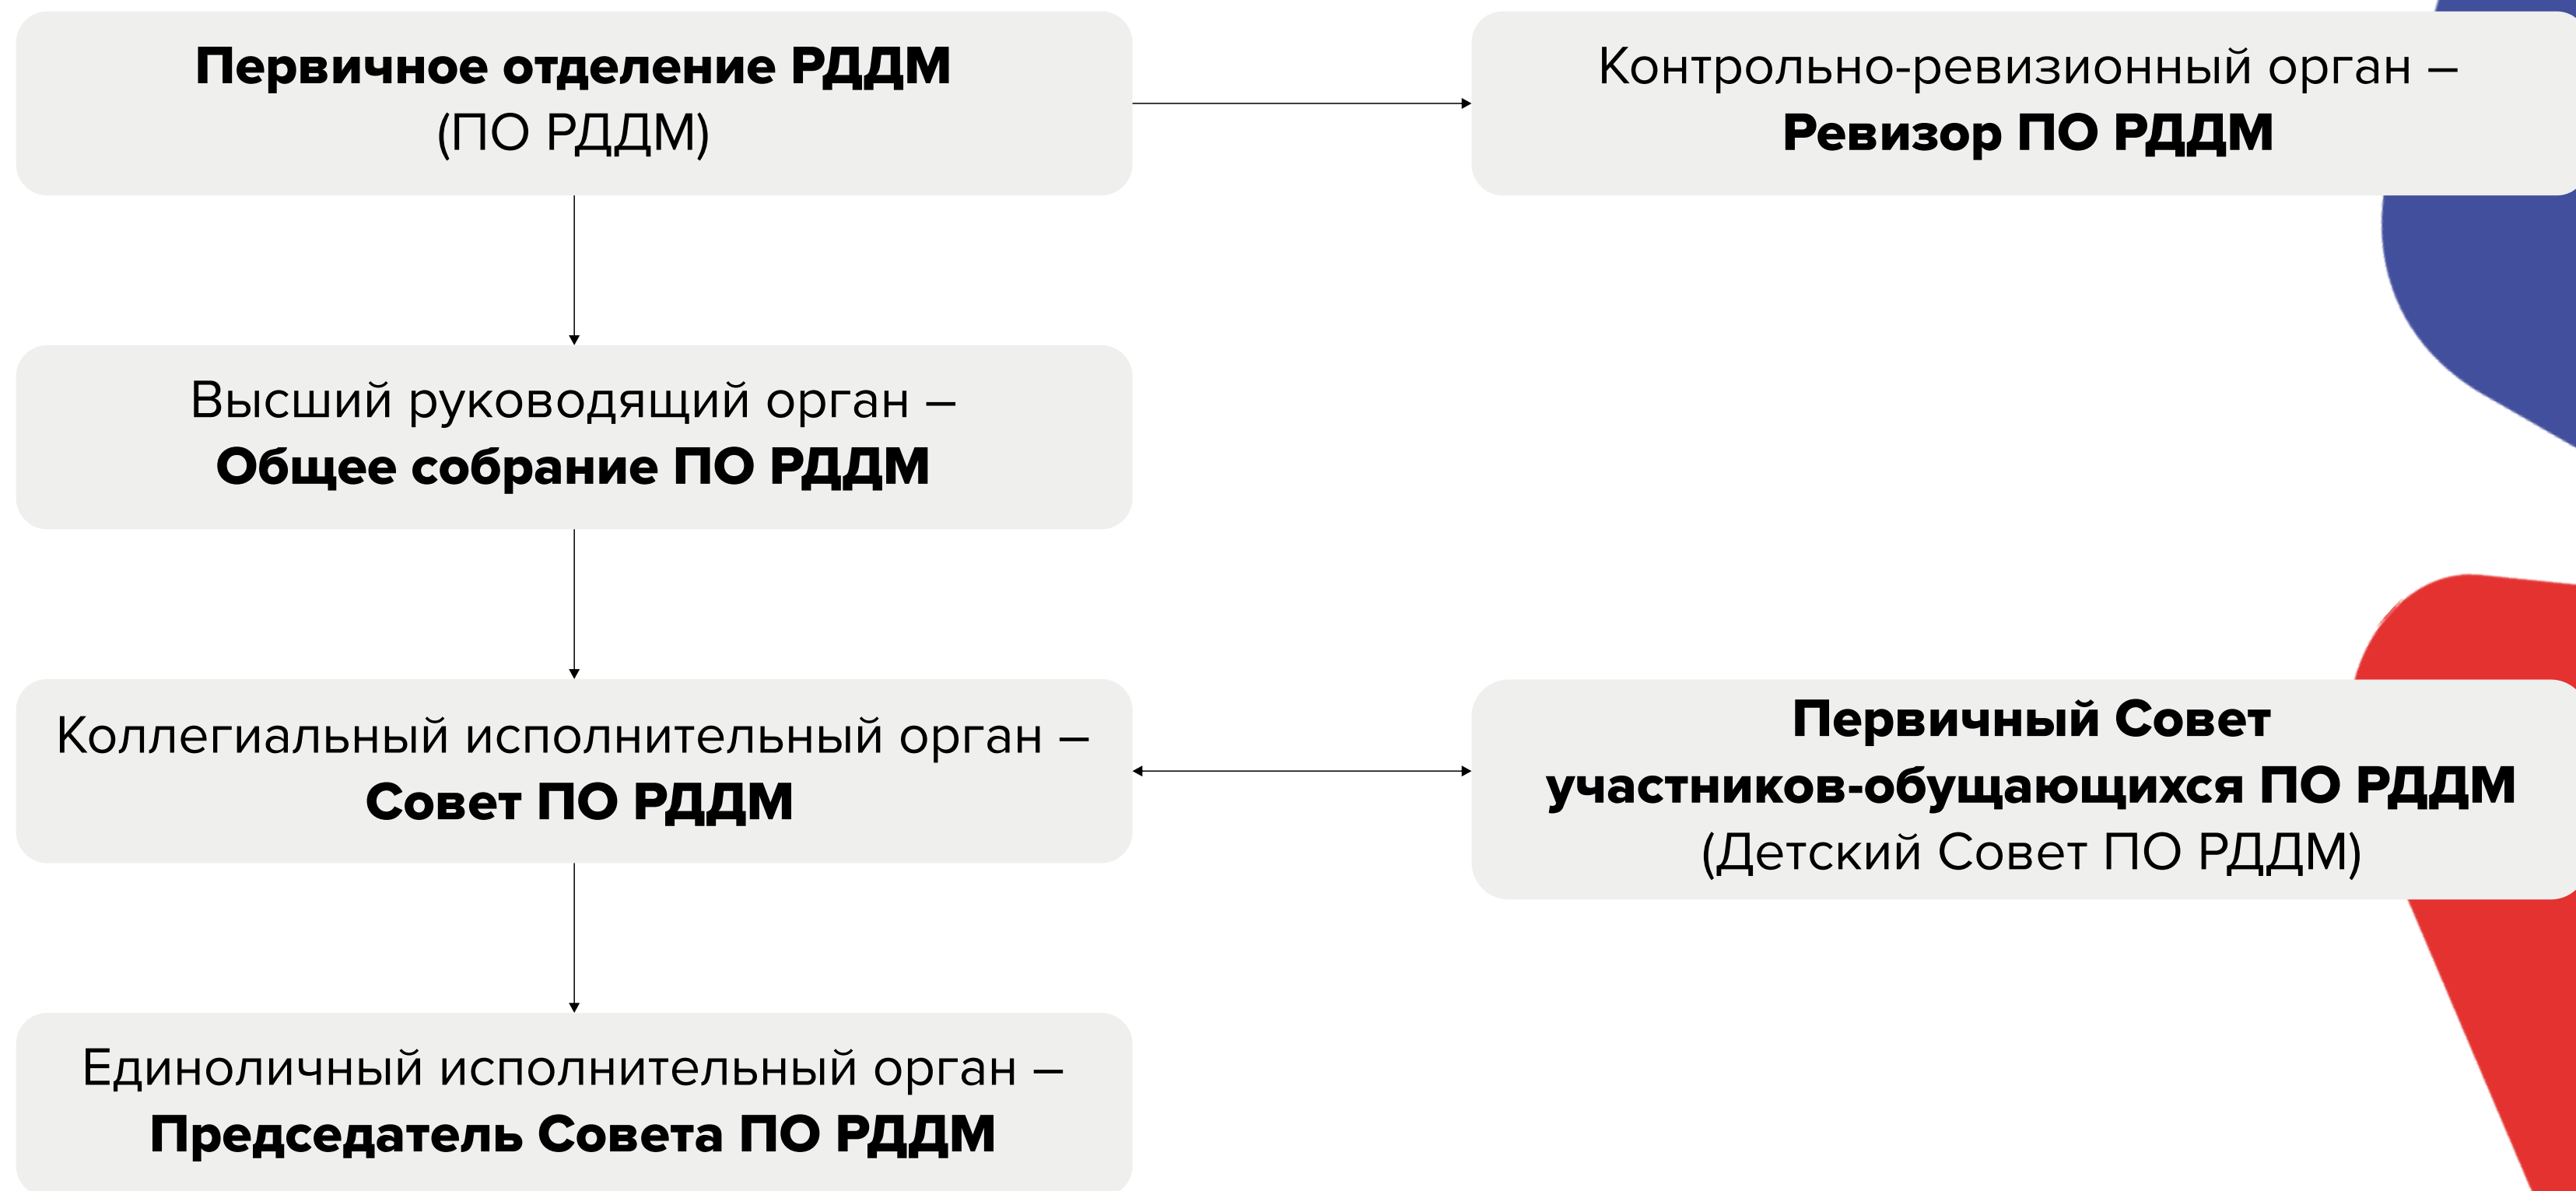 Первичное отделение РДДМ
(ПО РДДМ)
Контрольно-ревизионный орган –
Ревизор ПО РДДМ
Высший руководящий орган –
Общее собрание ПО РДДМ
Коллегиальный исполнительный орган –
Совет ПО РДДМ
Первичный Совет
участников-обущающихся ПО РДДМ
(Детский Совет ПО РДДМ)
Единоличный исполнительный орган –
Председатель Совета ПО РДДМ